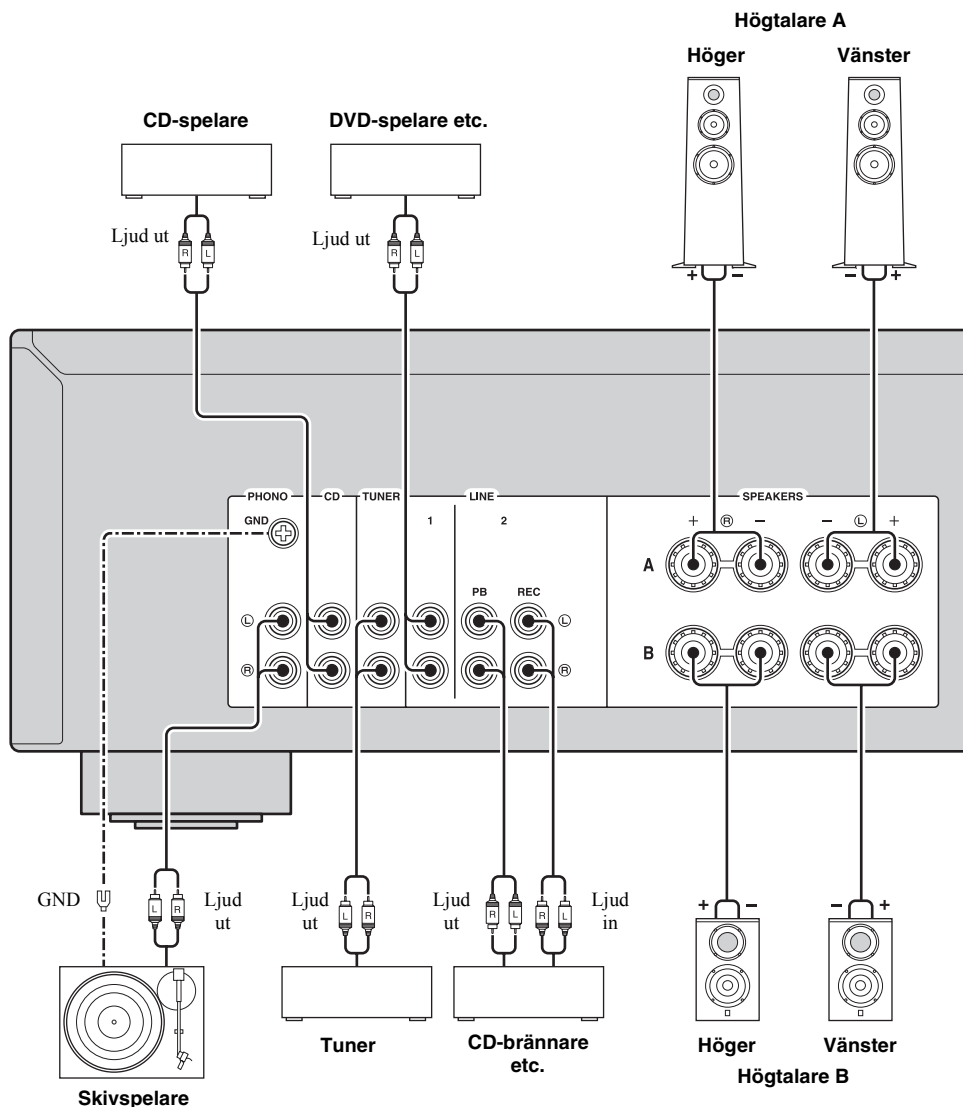 Högtalare A
Höger Vänster
CD-spelare DVD-spelare etc.
Ljud ut Ljud ut
R L R L
+ − − +
PHONO CD TUNER LINE SPEAKERS
GND 1 2 + R − − L +
A
PB REC
L L
B
R R
GND
L R Ljud ut
Ljud ut L R
Ljud ut R L R L Ljud in
+ − − +
Tuner CD-brännare etc.
Höger Vänster
Högtalare B
Skivspelare